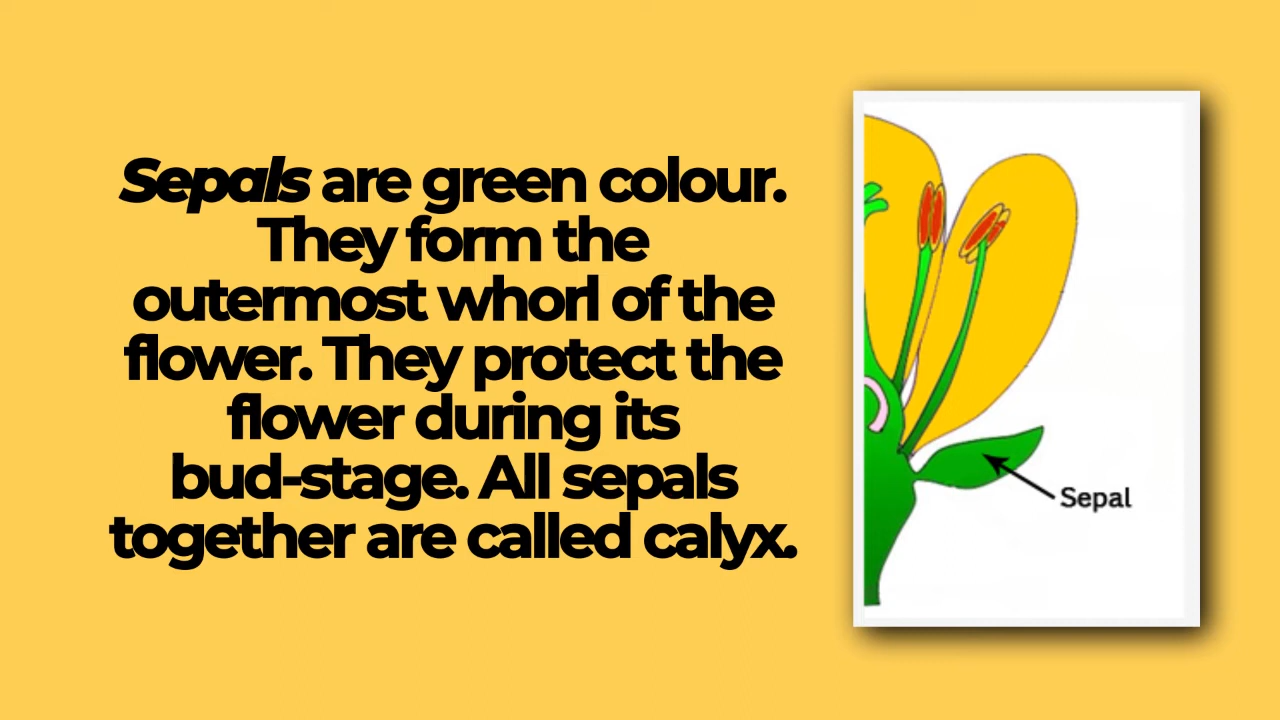 Sepals are green colour.
They form the
outermost whorl of the
flower. They protect the
flower during its
bud-stage. All sepals
together are called calyx.
Sepal